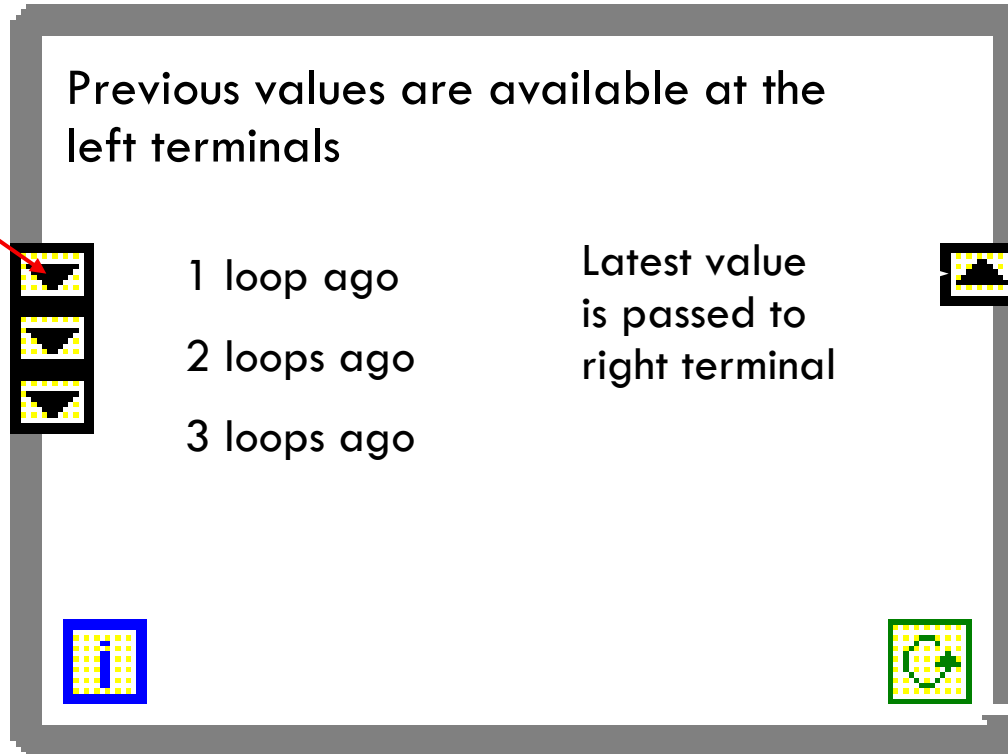 Previous values are available at the
left terminals
1 loop ago
2 loops ago
3 loops ago
Latest value
is passed to
right terminal
i